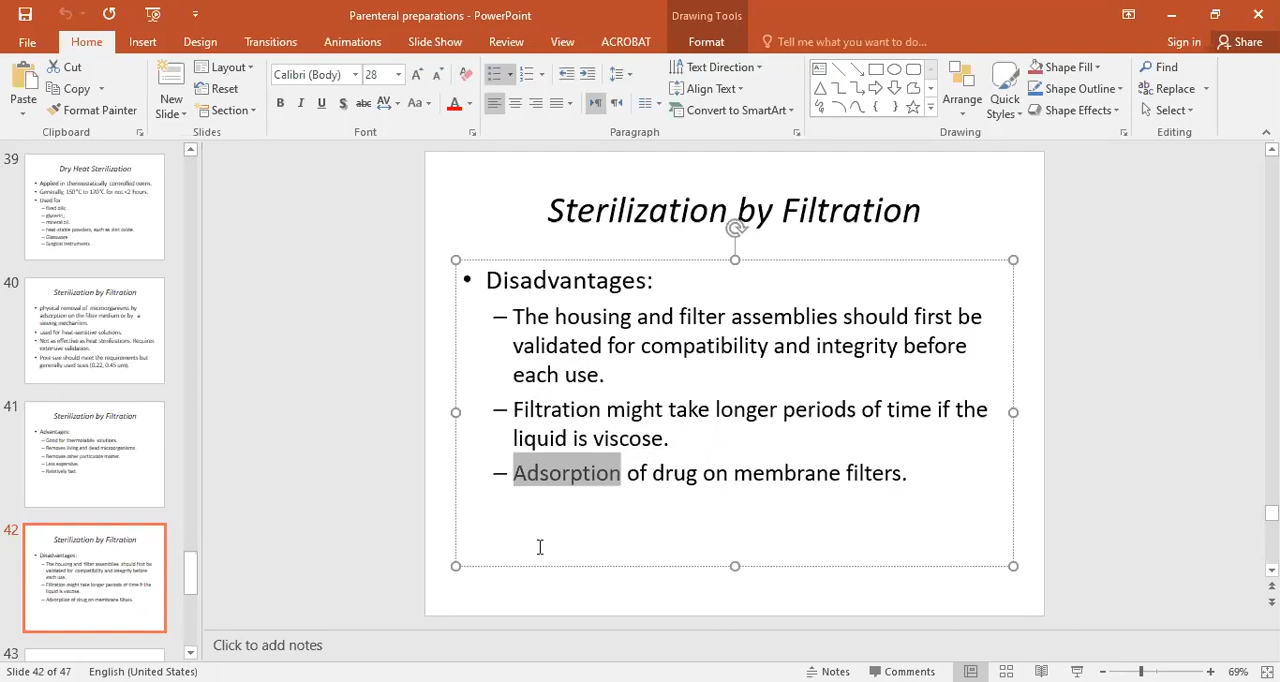 Parenteral preparations - PowerPoint
Drawing Tools
File Home Insert Design Transitions Animations Slide Show Review View ACROBAT Format Tell me what you want to do... Sign in Share
Paste Cut Copy Format Painter
New Slide Layout Reset Section
Calibri (Body) 28
B I U S abc AV Aa A
Text Direction Align Text Convert to SmartArt
Arrange Quick Styles Shape Fill Shape Outline Shape Effects
Find Replace Select
Clipboard Slides Font Paragraph Drawing Editing
39
Dry Heat Sterilization
• Applied in thermostatically controlled ovens.
• Generally, 150°C to 170°C for not <2 hours.
• Used for
– fixed oils;
– glycerin;
– mineral oil.
– heat-stable powders, such as zinc oxide.
– Glassware
– Surgical instruments
40
Sterilization by Filtration
• physical removal of microorganisms by
adsorption on the filter medium or by a
sieving mechanism.
• used for heat-sensitive solutions.
• Not as effective as heat sterilizations. Requires
extensive validation.
• Pore size should meet the requirements but
generally used sizes (0.22, 0.45 um).
41
Sterilization by Filtration
• Advantages:
– Good for thermolabile solutions.
– Removes living and dead microorganisms.
– Removes other particulate matter.
– Less expensive.
– Relatively fast.
42
Sterilization by Filtration
• Disadvantages:
– The housing and filter assemblies should first be
validated for compatibility and integrity before
each use.
– Filtration might take longer periods of time if the
liquid is viscose.
– Adsorption of drug on membrane filters.
43
Sterilization by Filtration
• Disadvantages:
– The housing and filter assemblies should first be
validated for compatibility and integrity before
each use.
– Filtration might take longer periods of time if the
liquid is viscose.
– Adsorption of drug on membrane filters.
Click to add notes
Slide 42 of 47 English (United States) Notes Comments 69%